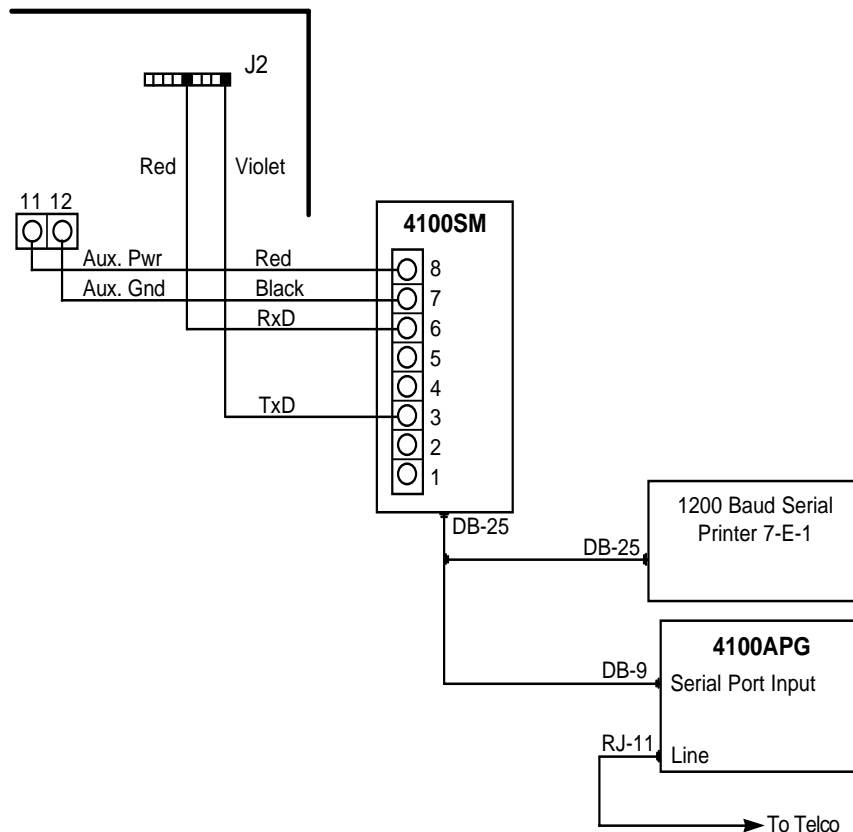 J2
Red Violet
11 12
4100SM
Aux. Pwr Red 8
Aux. Gnd Black 7
RxD 6
5
4
TxD 3
2
1
DB-25
1200 Baud Serial
Printer 7-E-1
DB-25
4100APG
DB-9 Serial Port Input
RJ-11 Line
To Telco